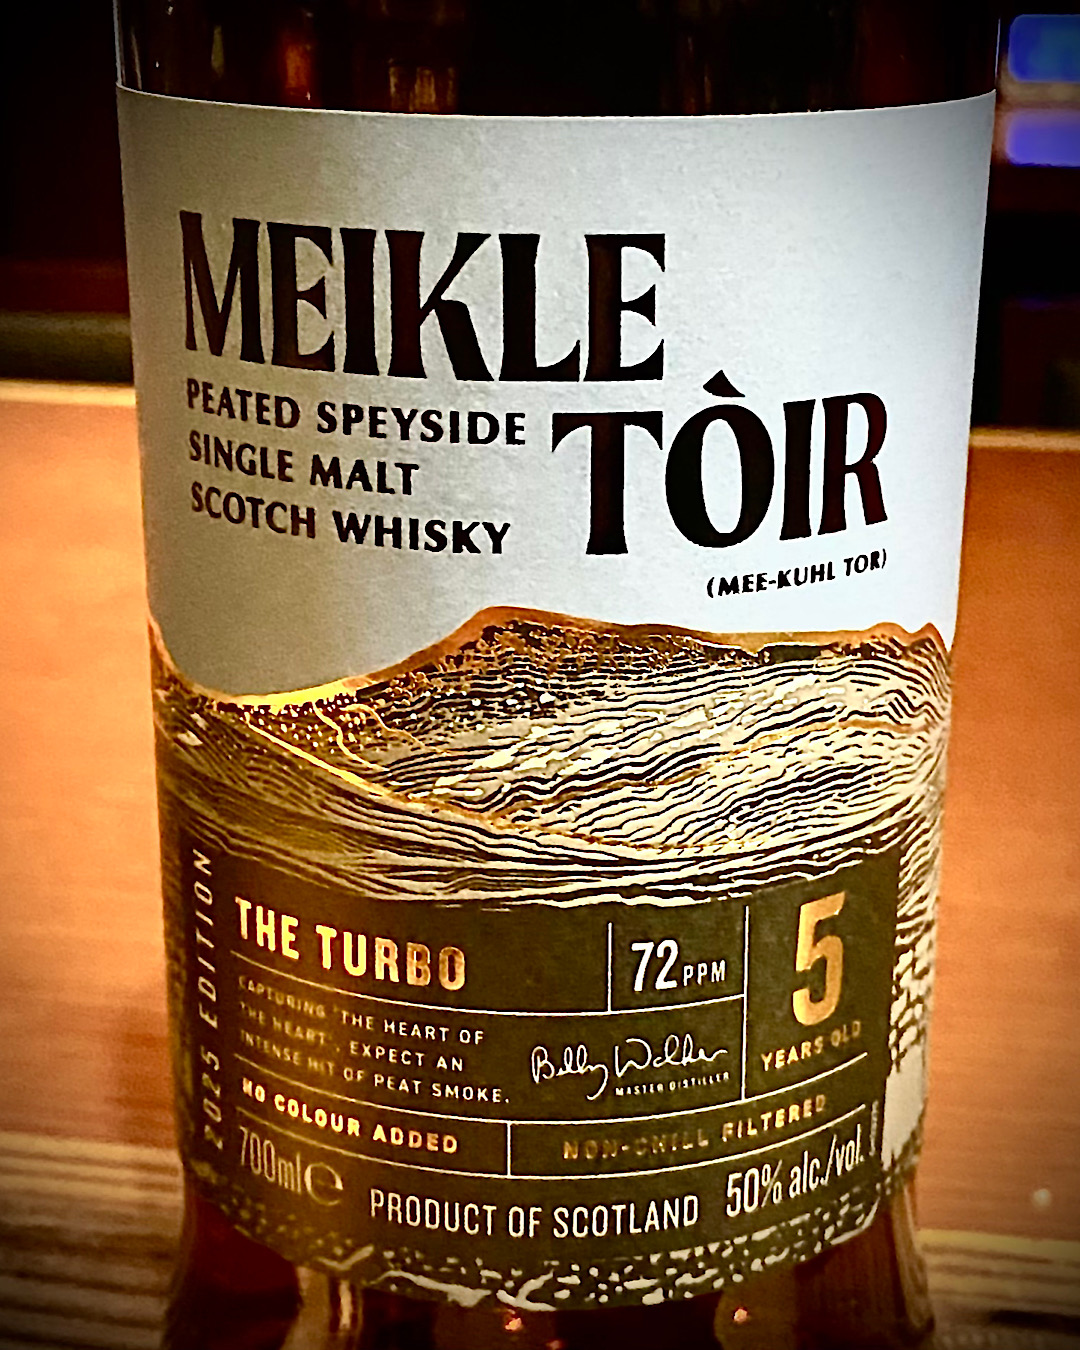 MEIKLE
TÒIR
PEATED SPEYSIDE
SINGLE MALT
SCOTCH WHISKY
(MEE-KUHL TOR)
2025 EDITION
THE TURBO
72 PPM
5
YEARS OLD
CAPTURING 'THE HEART OF
THE HEART', EXPECT AN
INTENSE HIT OF PEAT SMOKE.
Billy Walker
MASTER DISTILLER
NO COLOUR ADDED
NON-CHILL FILTERED
700ml e
PRODUCT OF SCOTLAND
50% alc./vol.